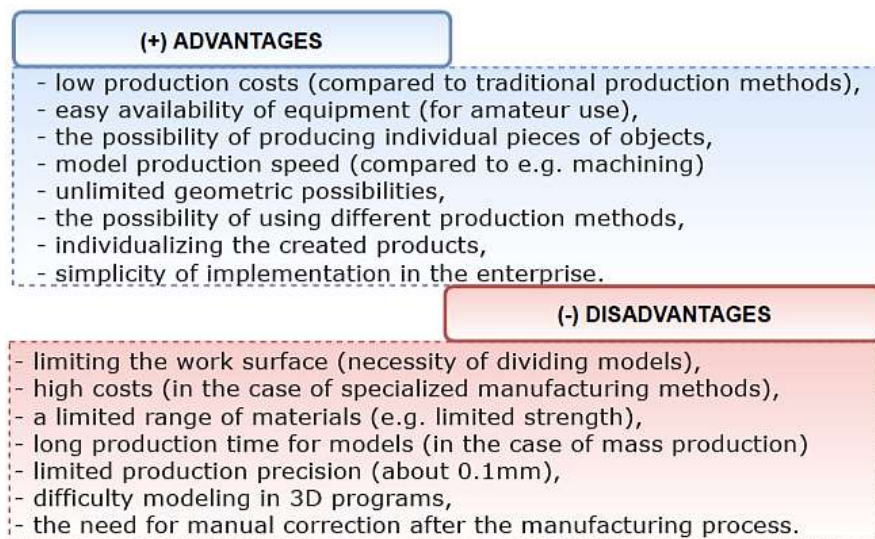 (+) ADVANTAGES
- low production costs (compared to traditional production methods),
- easy availability of equipment (for amateur use),
- the possibility of producing individual pieces of objects,
- model production speed (compared to e.g. machining)
- unlimited geometric possibilities,
- the possibility of using different production methods,
- individualizing the created products,
- simplicity of implementation in the enterprise.
(-) DISADVANTAGES
- limiting the work surface (necessity of dividing models),
- high costs (in the case of specialized manufacturing methods),
- a limited range of materials (e.g. limited strength),
- long production time for models (in the case of mass production)
- limited production precision (about 0.1mm),
- difficulty modeling in 3D programs,
- the need for manual correction after the manufacturing process.